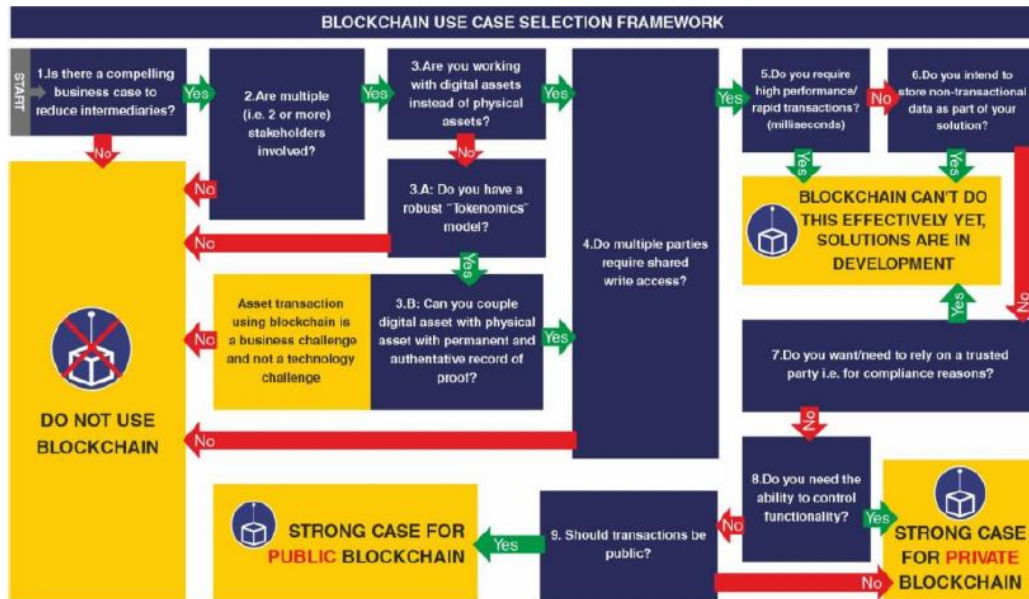 BLOCKCHAIN USE CASE SELECTION FRAMEWORK
START
1.Is there a compelling
business case to
reduce intermediaries?
Yes
No
2.Are multiple
(i.e. 2 or more)
stakeholders
involved?
Yes
No
3.Are you working
with digital assets
instead of physical
assets?
Yes
No
3.A: Do you have a
robust "Tokenomics"
model?
No
Yes
Asset transaction
using blockchain is
a business challenge
and not a technology
challenge
No
3.B: Can you couple
digital asset with physical
asset with permanent and
authentative record of
proof?
Yes
4.Do multiple parties
require shared
write access?
Yes
No
5.Do you require
high performance/
rapid transactions?
(milliseconds)
No
Yes
6.Do you intend to
store non-transactional
data as part of your
solution?
Yes
No
BLOCKCHAIN CAN'T DO
THIS EFFECTIVELY YET,
SOLUTIONS ARE IN
DEVELOPMENT
Yes
7.Do you want/need to rely on a trusted
party i.e. for compliance reasons?
No
8.Do you need the
ability to control
functionality?
Yes
No
STRONG CASE
FOR PRIVATE
BLOCKCHAIN
9. Should transactions be
public?
Yes
No
STRONG CASE FOR
PUBLIC BLOCKCHAIN
DO NOT USE
BLOCKCHAIN